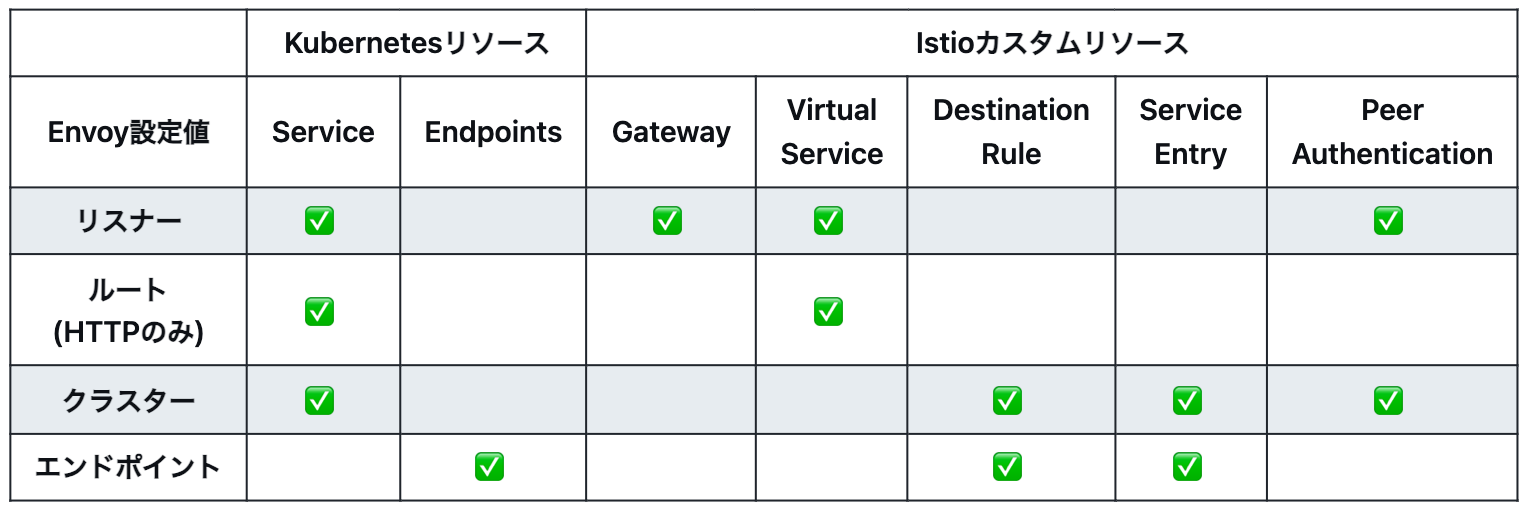 Kubernetesリソース
Istioカスタムリソース
Envoy設定値
Service
Endpoints
Gateway
Virtual
Service
Destination
Rule
Service
Entry
Peer
Authentication
リスナー
✅ ✅ ✅ ✅
ルート
(HTTPのみ)
✅ ✅
クラスター
✅ ✅ ✅ ✅
エンドポイント
✅ ✅ ✅